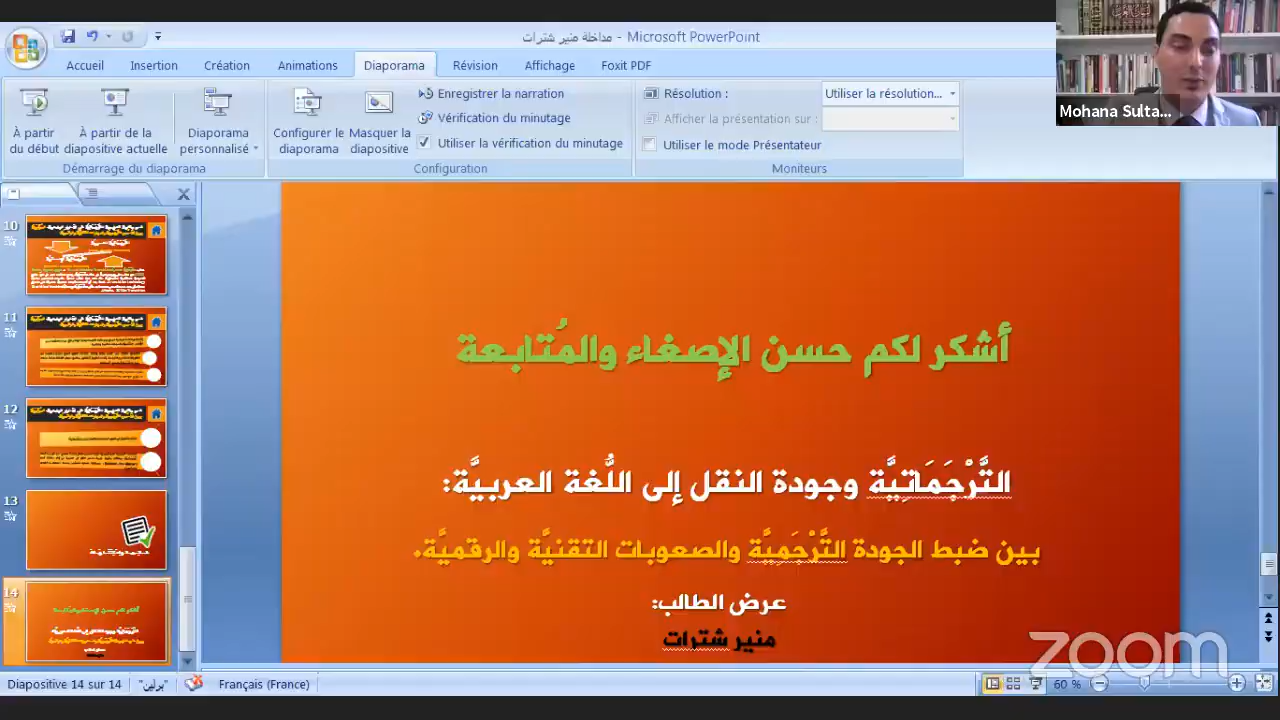 مداخلة منير شترات - Microsoft PowerPoint
Accueil Insertion Création Animations Diaporama Révision Affichage Foxit PDF
À partir du début
À partir de la diapositive actuelle
Diaporama personnalisé
Démarrage du diaporama
Configurer le diaporama
Masquer la diapositive
Enregistrer la narration
Vérification du minutage
Utiliser la vérification du minutage
Configuration
Résolution :
Utiliser la résolution...
Afficher la présentation sur :
Utiliser le mode Présentateur
Moniteurs
Mohana Sulta...
10
11
12
13
14
أشكر لكم حسن الإصغاء والمُتابعة
التَّرْجَمَاتِيَّة وجودة النقل إلى اللُّغة العربيَّة:
بين ضبط الجودة التَّرْجَمِيَّة والصعوبات التقنيَّة والرقميَّة.
عرض الطالب:
منير شترات
zoom
Diapositive 14 sur 14
"برلين"
Français (France)
60 %